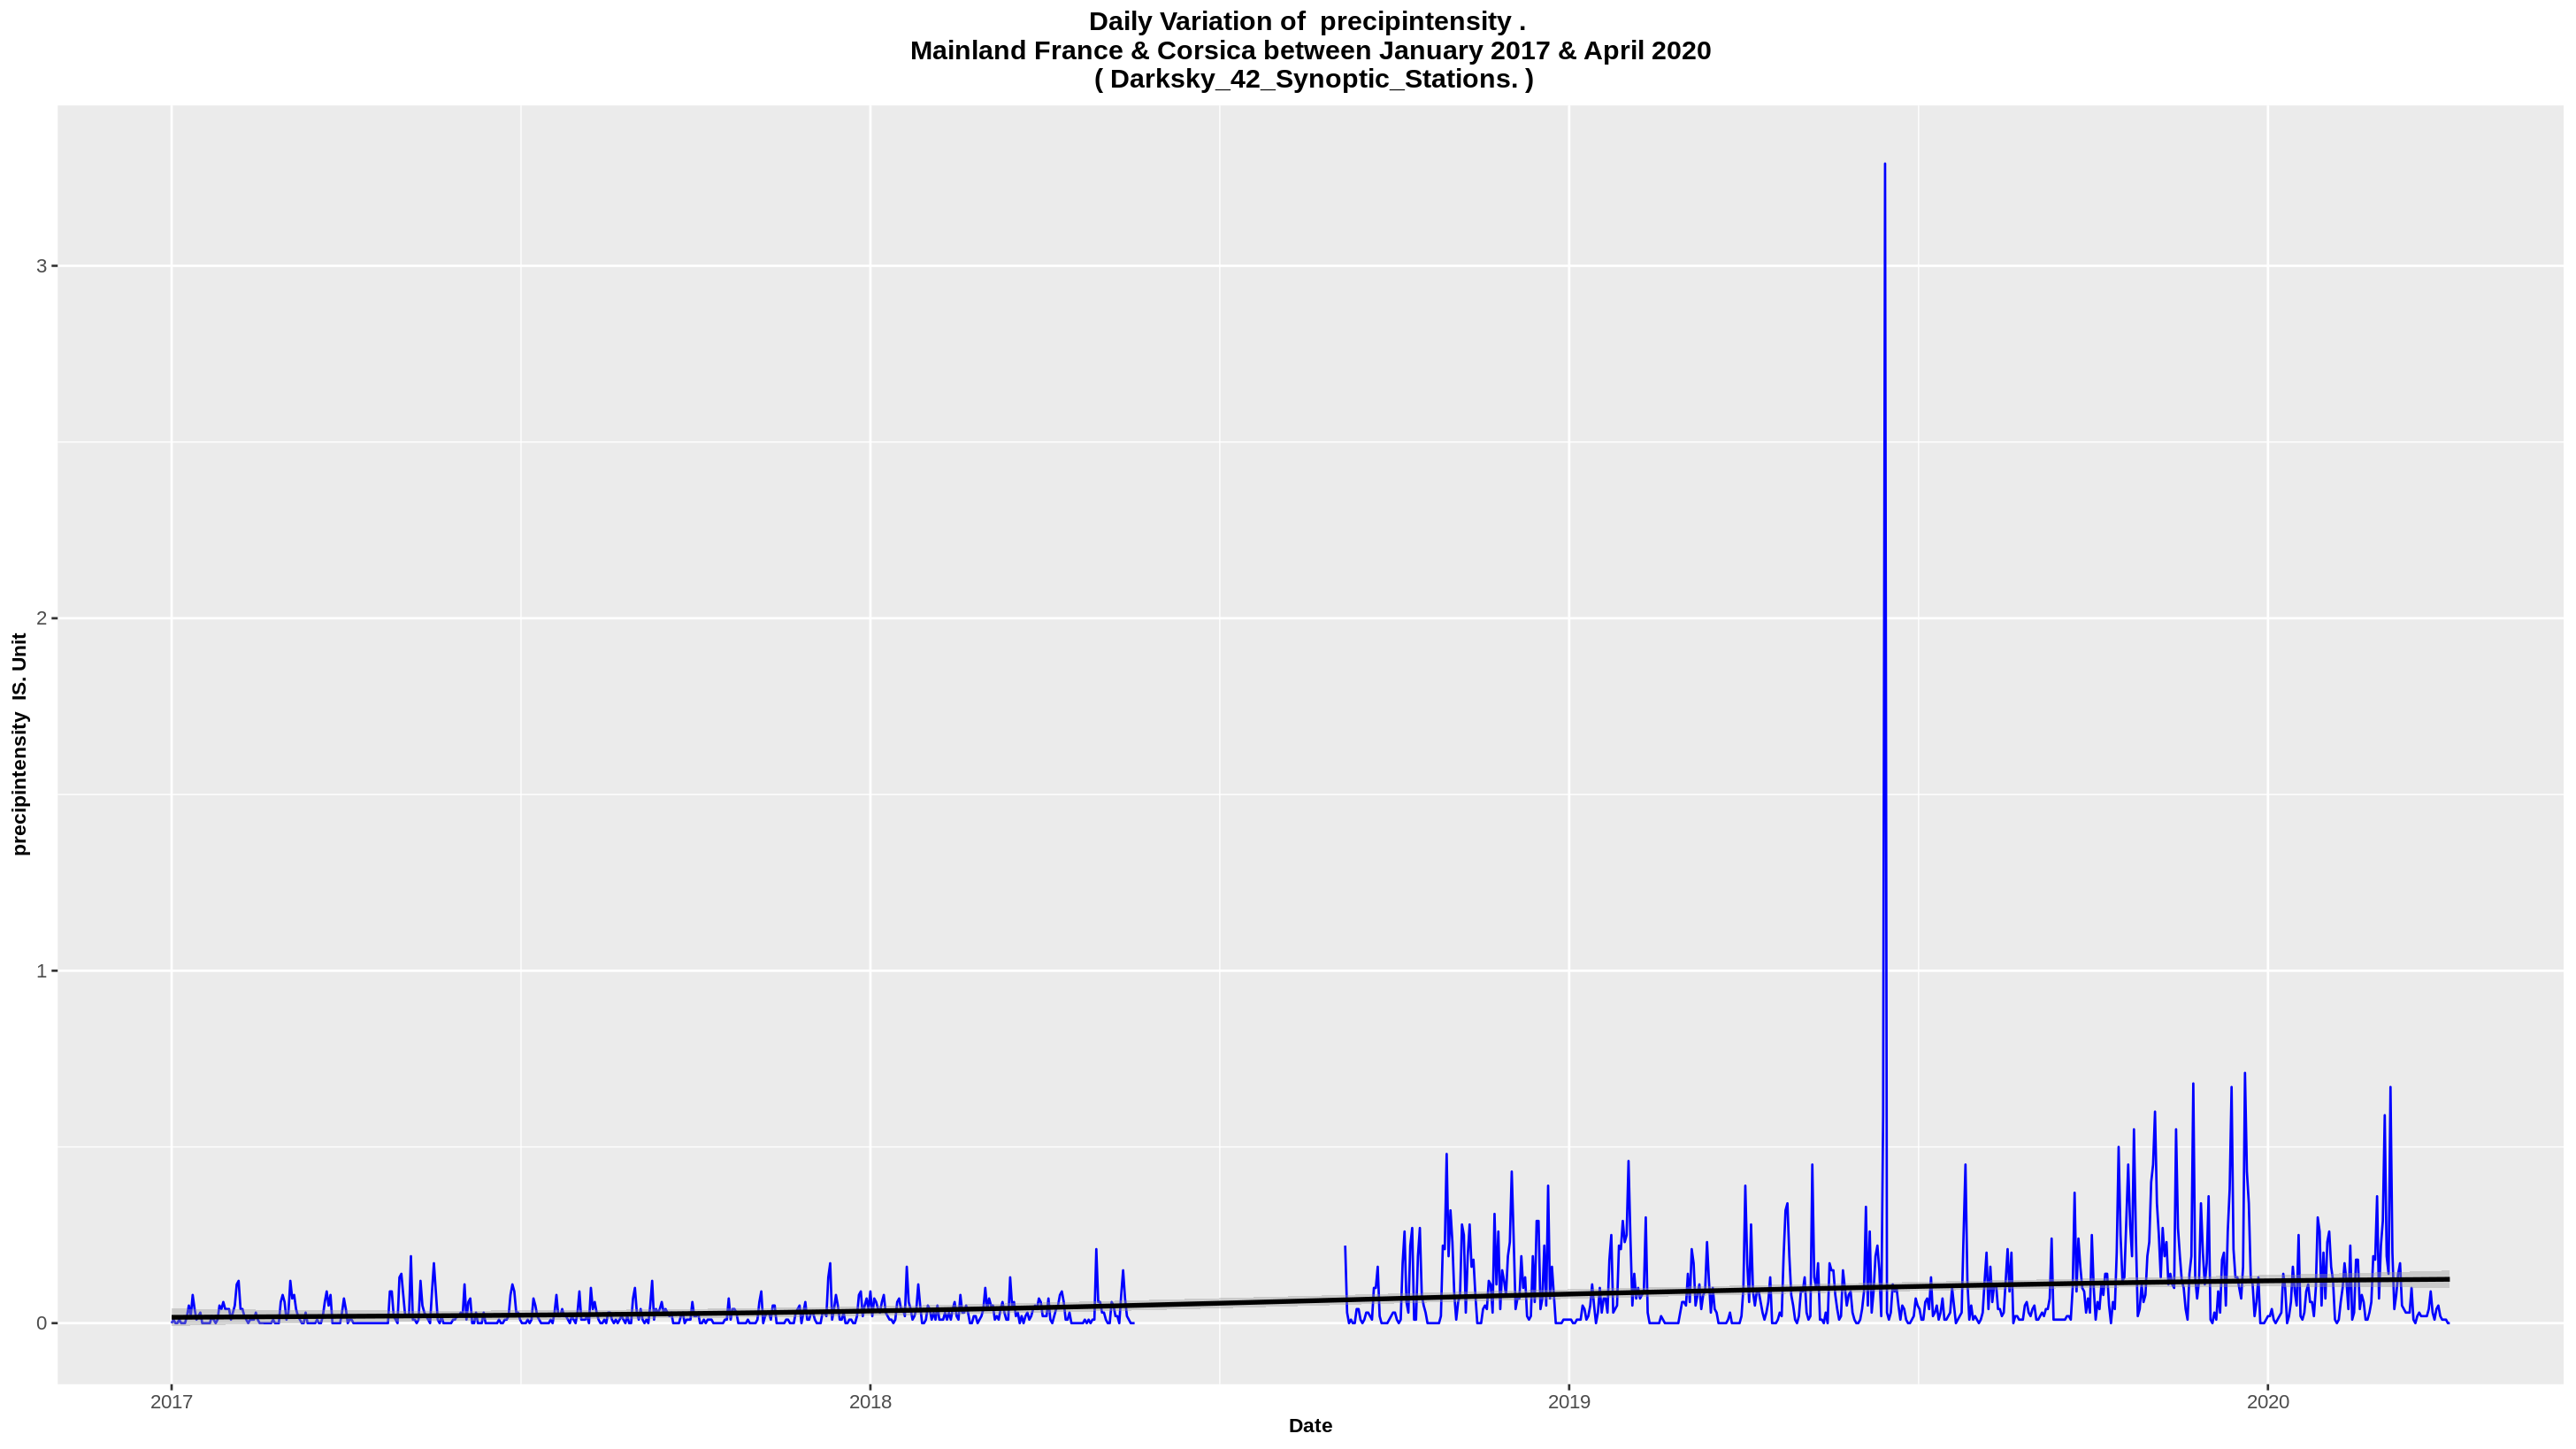 Daily Variation of  precipintensity .
Mainland France & Corsica between January 2017 & April 2020
( Darksky_42_Synoptic_Stations. )
precipintensity  IS. Unit
3
2
1
0
2017
2018
2019
2020
Date